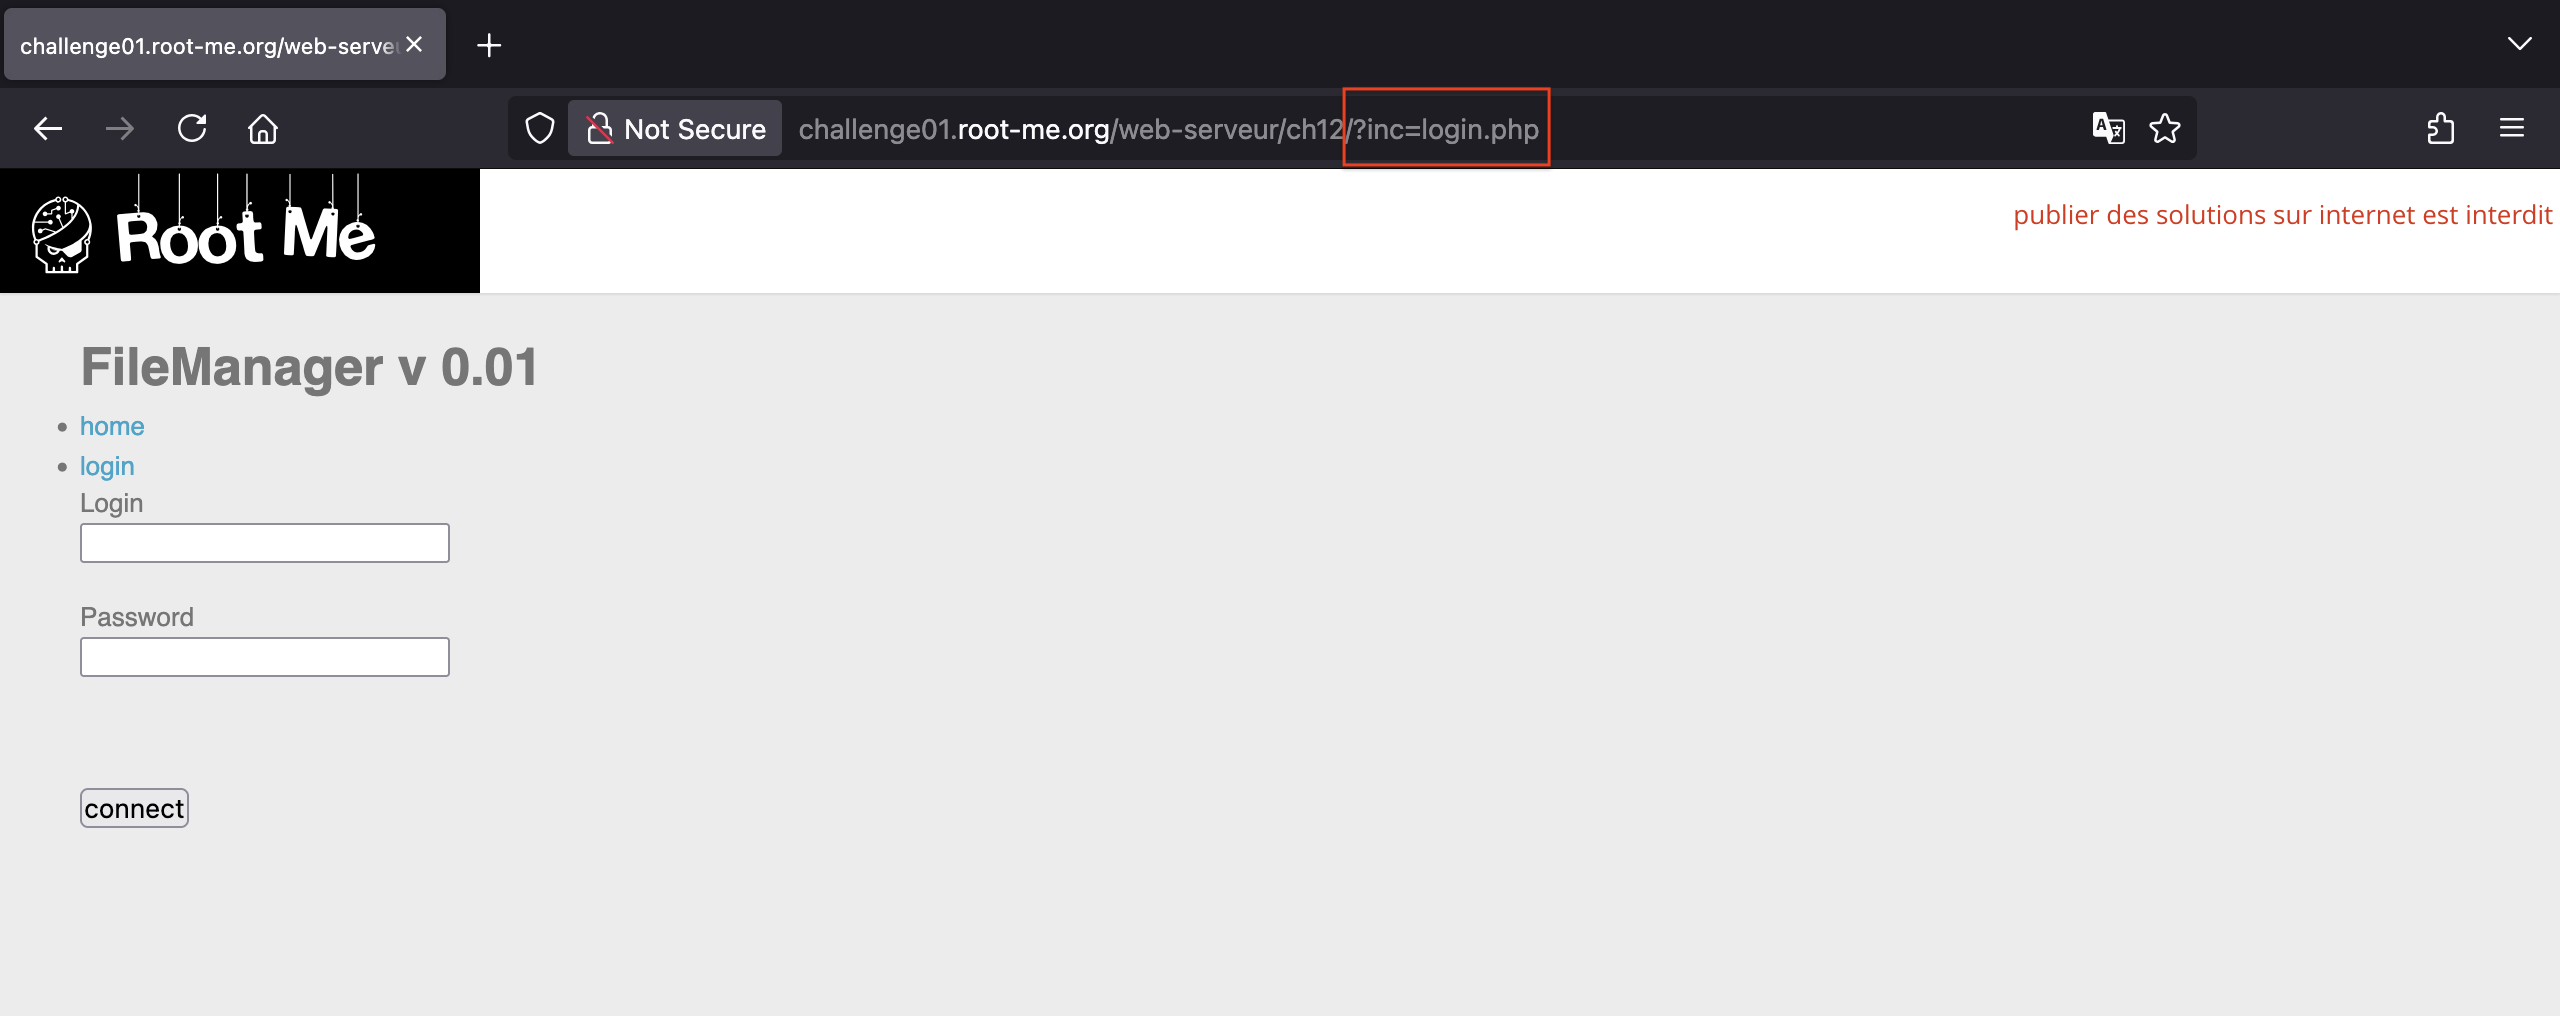 challenge01.root-me.org/web-serveu
Not Secure challenge01.root-me.org/web-serveur/ch12/?inc=login.php
Root Me
publier des solutions sur internet est interdit
FileManager v 0.01
home
login
Login
Password
connect